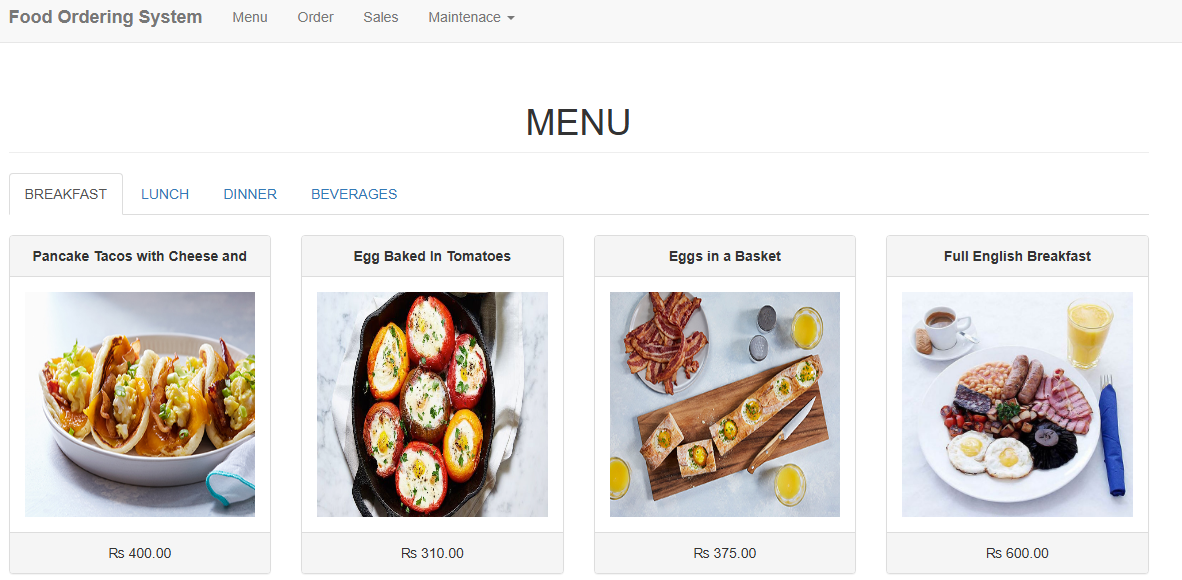 Food Ordering System Menu Order Sales Maintenace
MENU
BREAKFAST LUNCH DINNER BEVERAGES
Pancake Tacos with Cheese and Egg Baked In Tomatoes Eggs in a Basket Full English Breakfast
₨ 400.00 ₨ 310.00 ₨ 375.00 ₨ 600.00